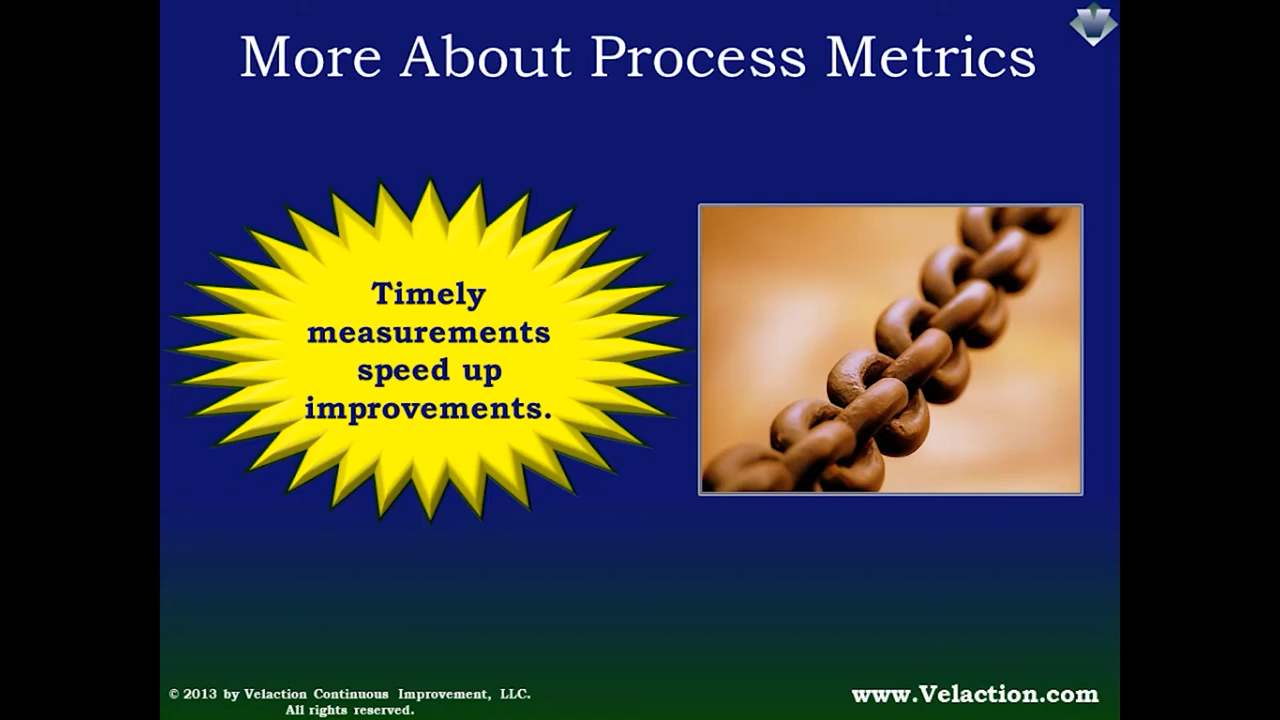 More About Process Metrics
Timely
measurements
speed up
improvements.
© 2013 by Velaction Continuous Improvement, LLC.
All rights reserved.
www.Velaction.com